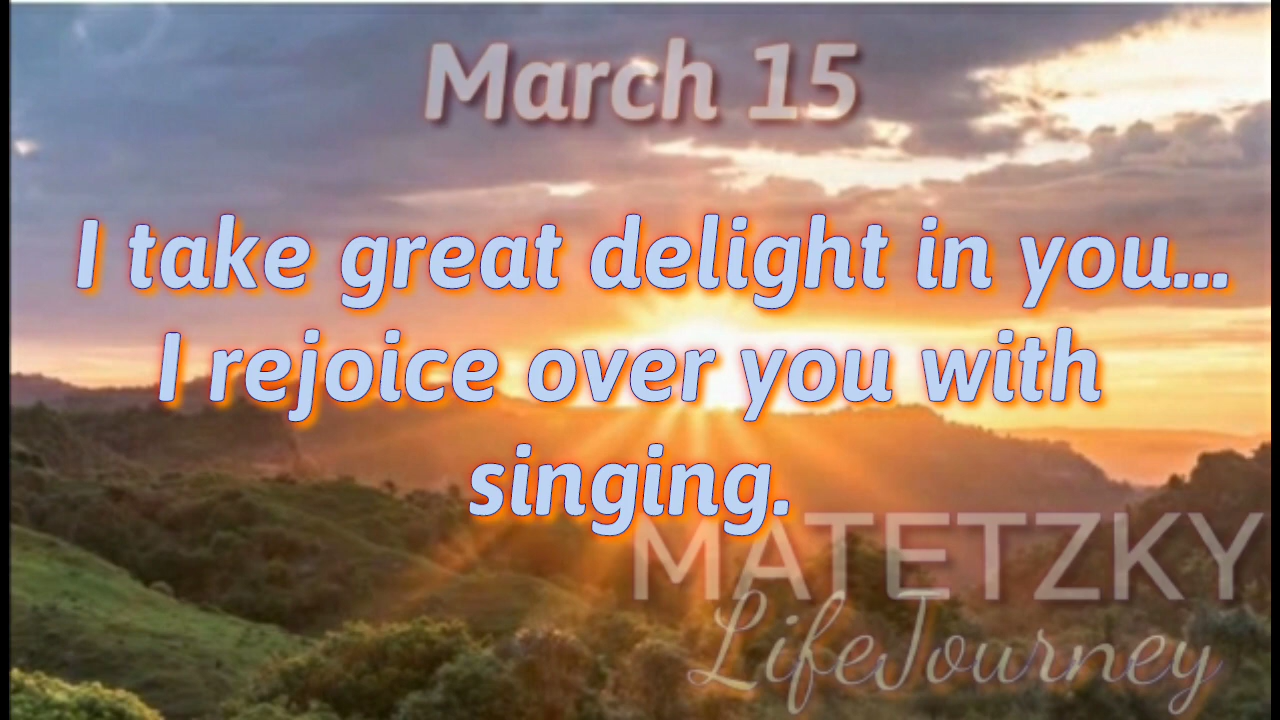 March 15
I take great delight in you...
I rejoice over you with
singing.
MATETZKY
LifeJourney